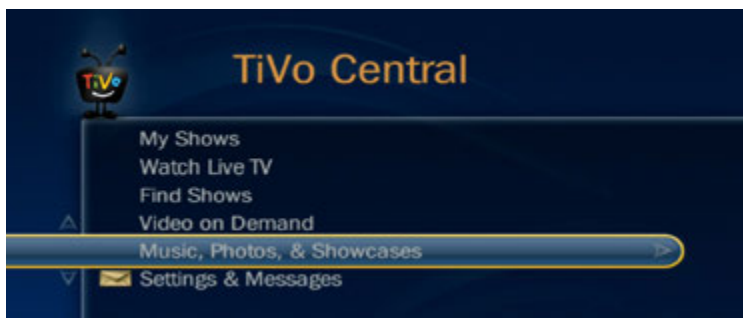 TiVo
TiVo Central
My Shows
Watch Live TV
Find Shows
Video on Demand
Music, Photos, & Showcases
Settings & Messages